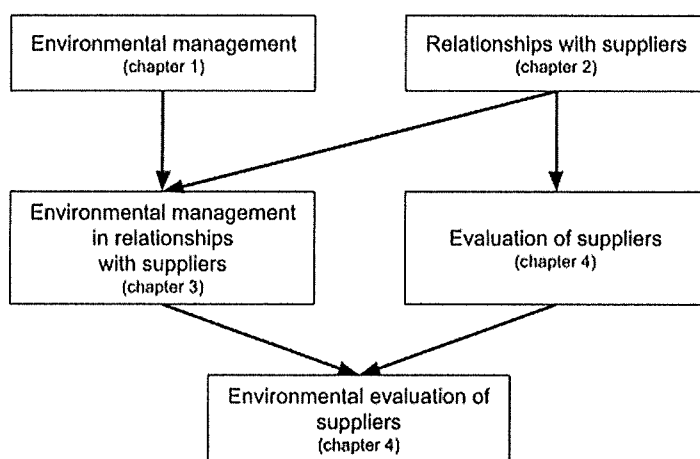 Environmental management
(chapter 1)
Relationships with suppliers
(chapter 2)
Environmental management
in relationships
with suppliers
(chapter 3)
Evaluation of suppliers
(chapter 4)
Environmental evaluation of
suppliers
(chapter 4)